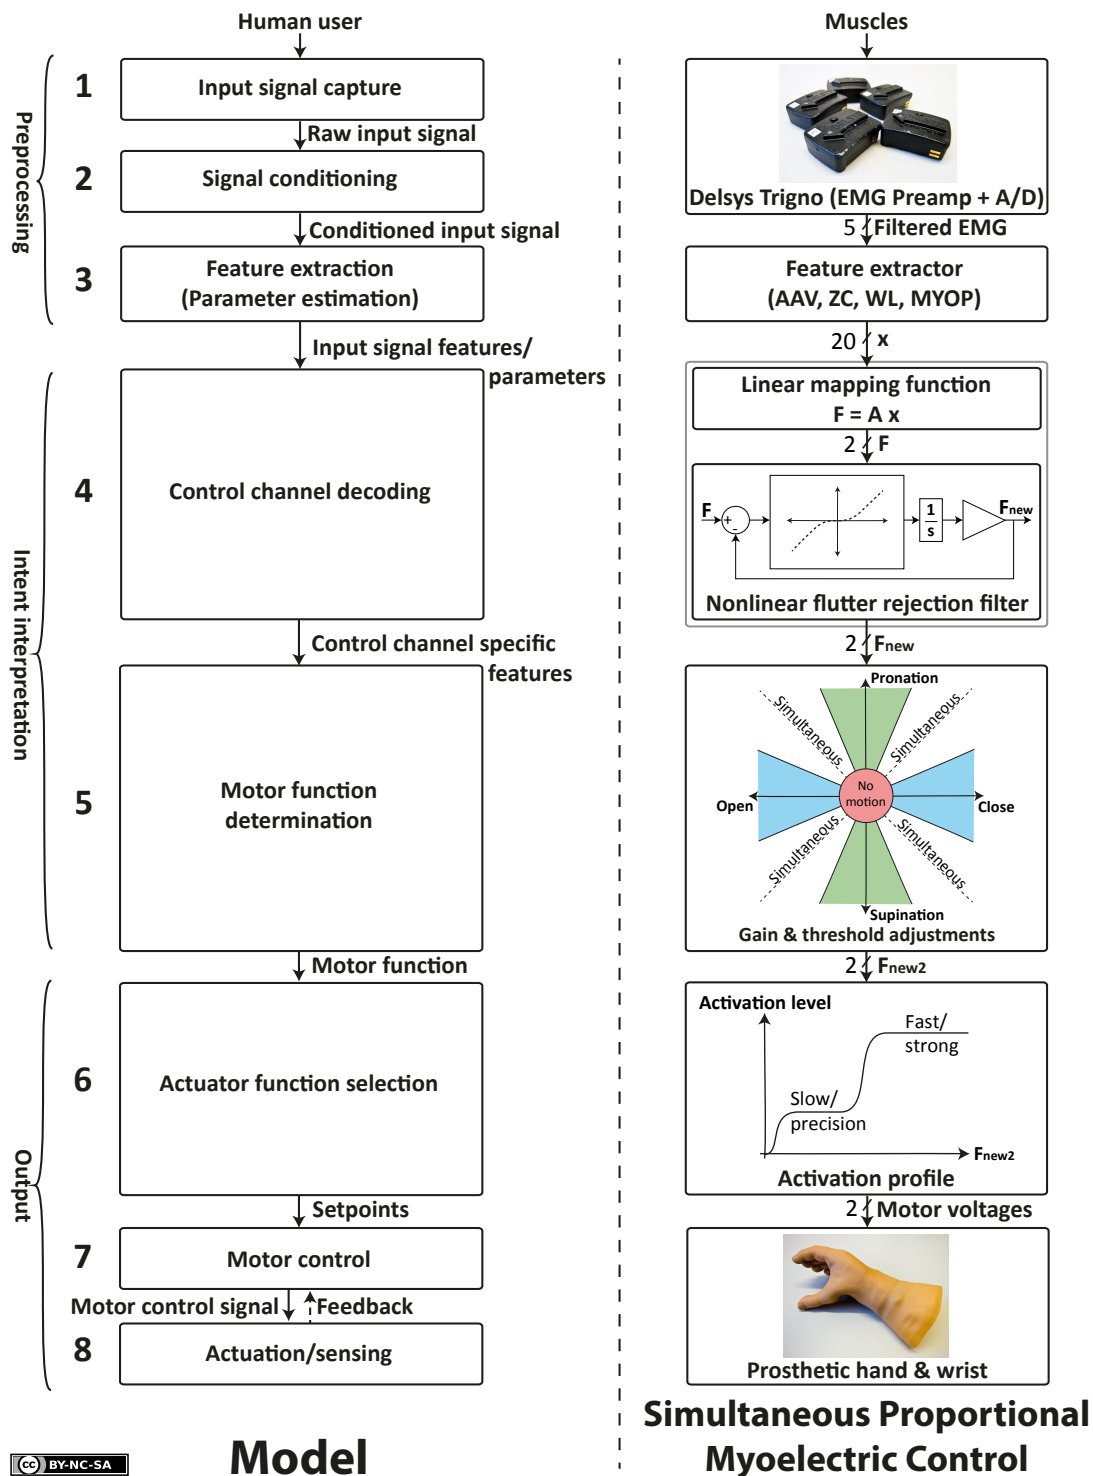 Human user
Preprocessing
1
Input signal capture
Raw input signal
2
Signal conditioning
Conditioned input signal
3
Feature extraction
(Parameter estimation)
Input signal features/
parameters
Intent interpretation
4
Control channel decoding
Control channel specific
features
5
Motor function
determination
Motor function
Output
6
Actuator function selection
Setpoints
7
Motor control
Motor control signal
Feedback
8
Actuation/sensing
Model
cc BY-NC-SA
Muscles
Delsys Trigno (EMG Preamp + A/D)
5 Filtered EMG
Feature extractor
(AAV, ZC, WL, MYOP)
20 x
Linear mapping function
F = A x
2 F
F
+
-
1
s
Fnew
Nonlinear flutter rejection filter
2 Fnew
Pronation
Simultaneous
Simultaneous
Open
No
motion
Close
Simultaneous
Simultaneous
Supination
Gain & threshold adjustments
2 Fnew2
Activation level
Fast/
strong
Slow/
precision
Fnew2
Activation profile
2 Motor voltages
Prosthetic hand & wrist
Simultaneous Proportional
Myoelectric Control